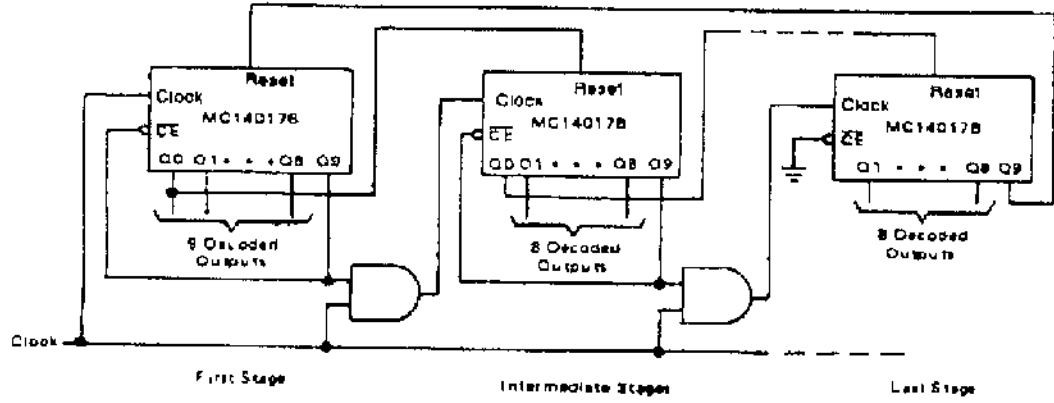 Reset
Clock
MC14017B
CE
Q0 Q1 • • • Q8 Q9
9 Decoded
Outputs
Reset
Clock
MC14017B
CE
Q0 Q1 • • • Q8 Q9
8 Decoded
Outputs
Reset
Clock
MC14017B
CE
Q1 • • • Q8 Q9
8 Decoded
Outputs
Clock
First Stage
Intermediate Stages
Last Stage